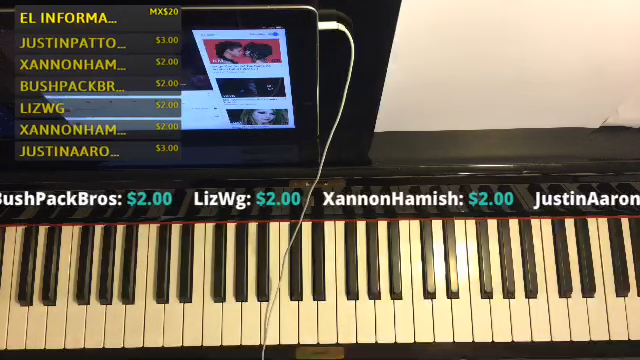 EL INFORMA... MX$20
JUSTINPATTO... $3.00
XANNONHAM... $2.00
BUSHPACKBR... $2.00
LIZWG $2.00
XANNONHAM... $2.00
JUSTINAARO... $3.00
BushPackBros: $2.00 LizWg: $2.00 XannonHamish: $2.00 JustinAaron